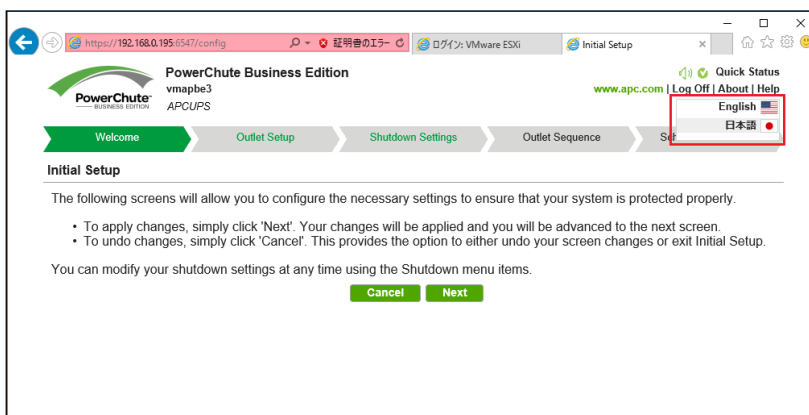 https://192.168.0.195:6547/config
証明書のエラー
ログイン: VMware ESXi
Initial Setup
PowerChute Business Edition
vmapbe3
APCUPS
PowerChute
BUSINESS EDITION
Quick Status
www.apc.com | Log Off | About | Help
English
日本語
Welcome
Outlet Setup
Shutdown Settings
Outlet Sequence
Initial Setup
The following screens will allow you to configure the necessary settings to ensure that your system is protected properly.
• To apply changes, simply click 'Next'. Your changes will be applied and you will be advanced to the next screen.
• To undo changes, simply click 'Cancel'. This provides the option to either undo your screen changes or exit Initial Setup.
You can modify your shutdown settings at any time using the Shutdown menu items.
Cancel
Next